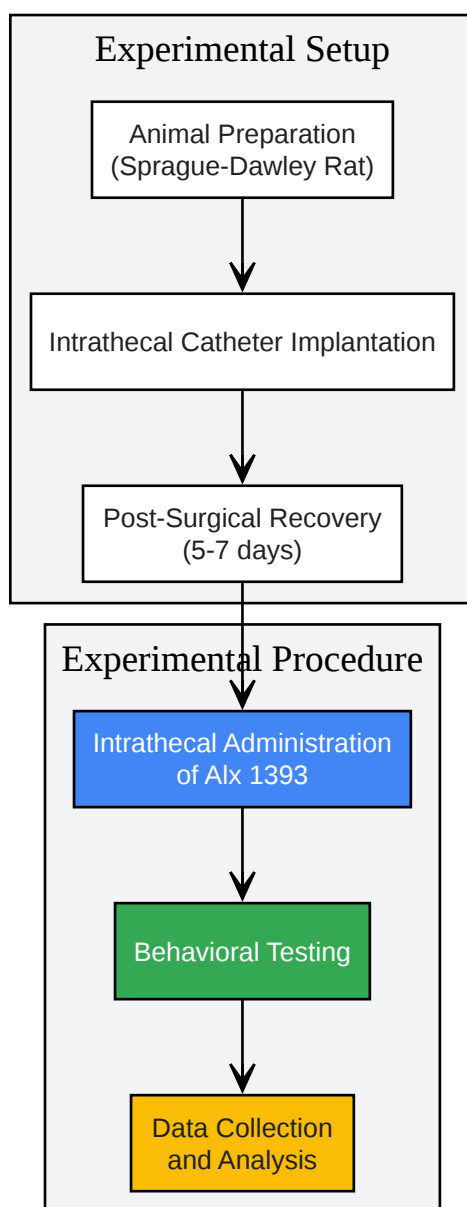 Experimental Setup
Animal Preparation
(Sprague-Dawley Rat)
Intrathecal Catheter Implantation
Post-Surgical Recovery
(5-7 days)
Experimental Procedure
Intrathecal Administration
of Alx 1393
Behavioral Testing
Data Collection
and Analysis